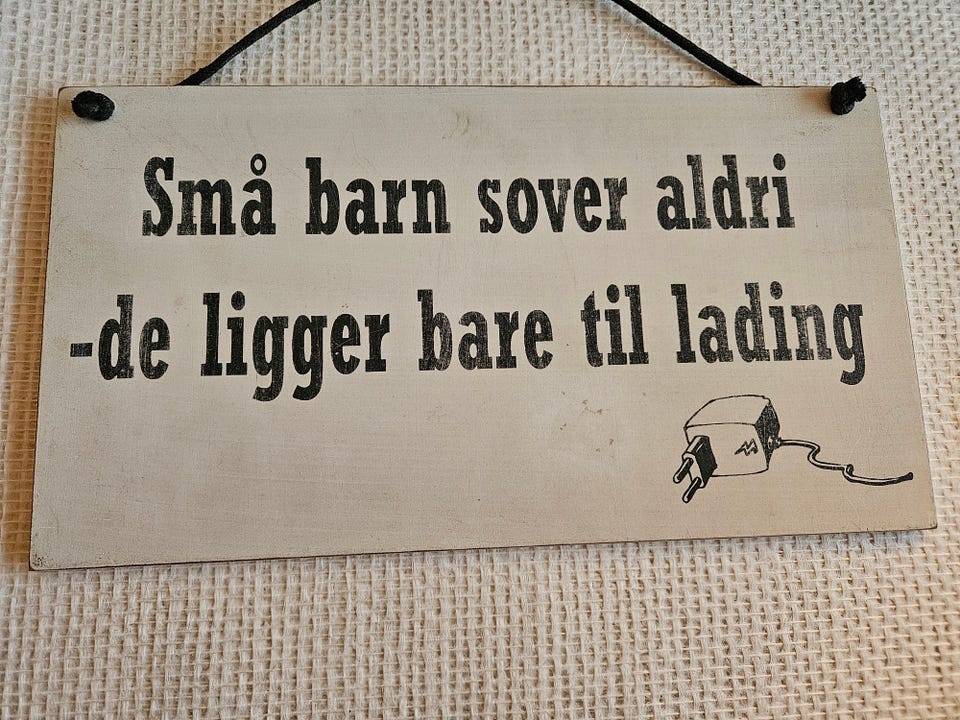 Små barn sover aldri
-de ligger bare til lading